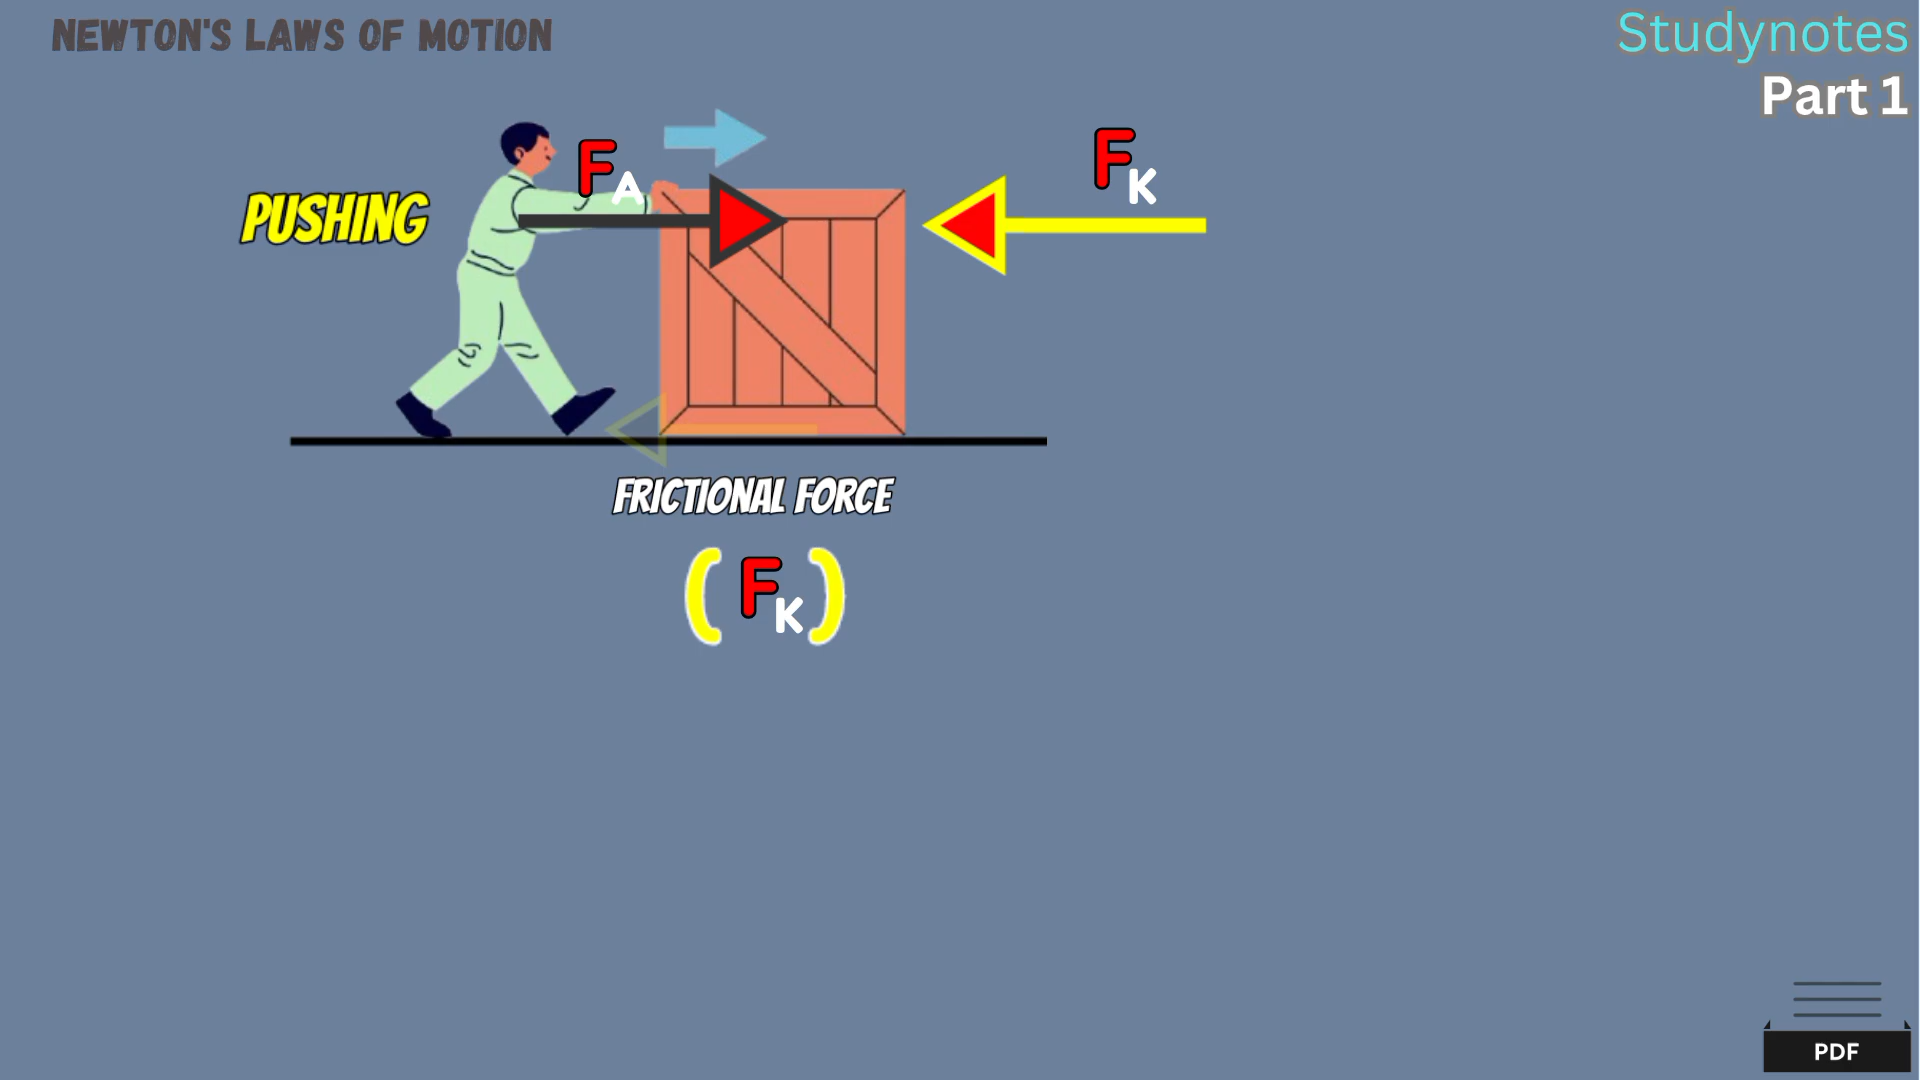 NEWTON'S LAWS OF MOTION
Studynotes
Part 1
PUSHING
FA
FK
FRICTIONAL FORCE
(FK)
PDF